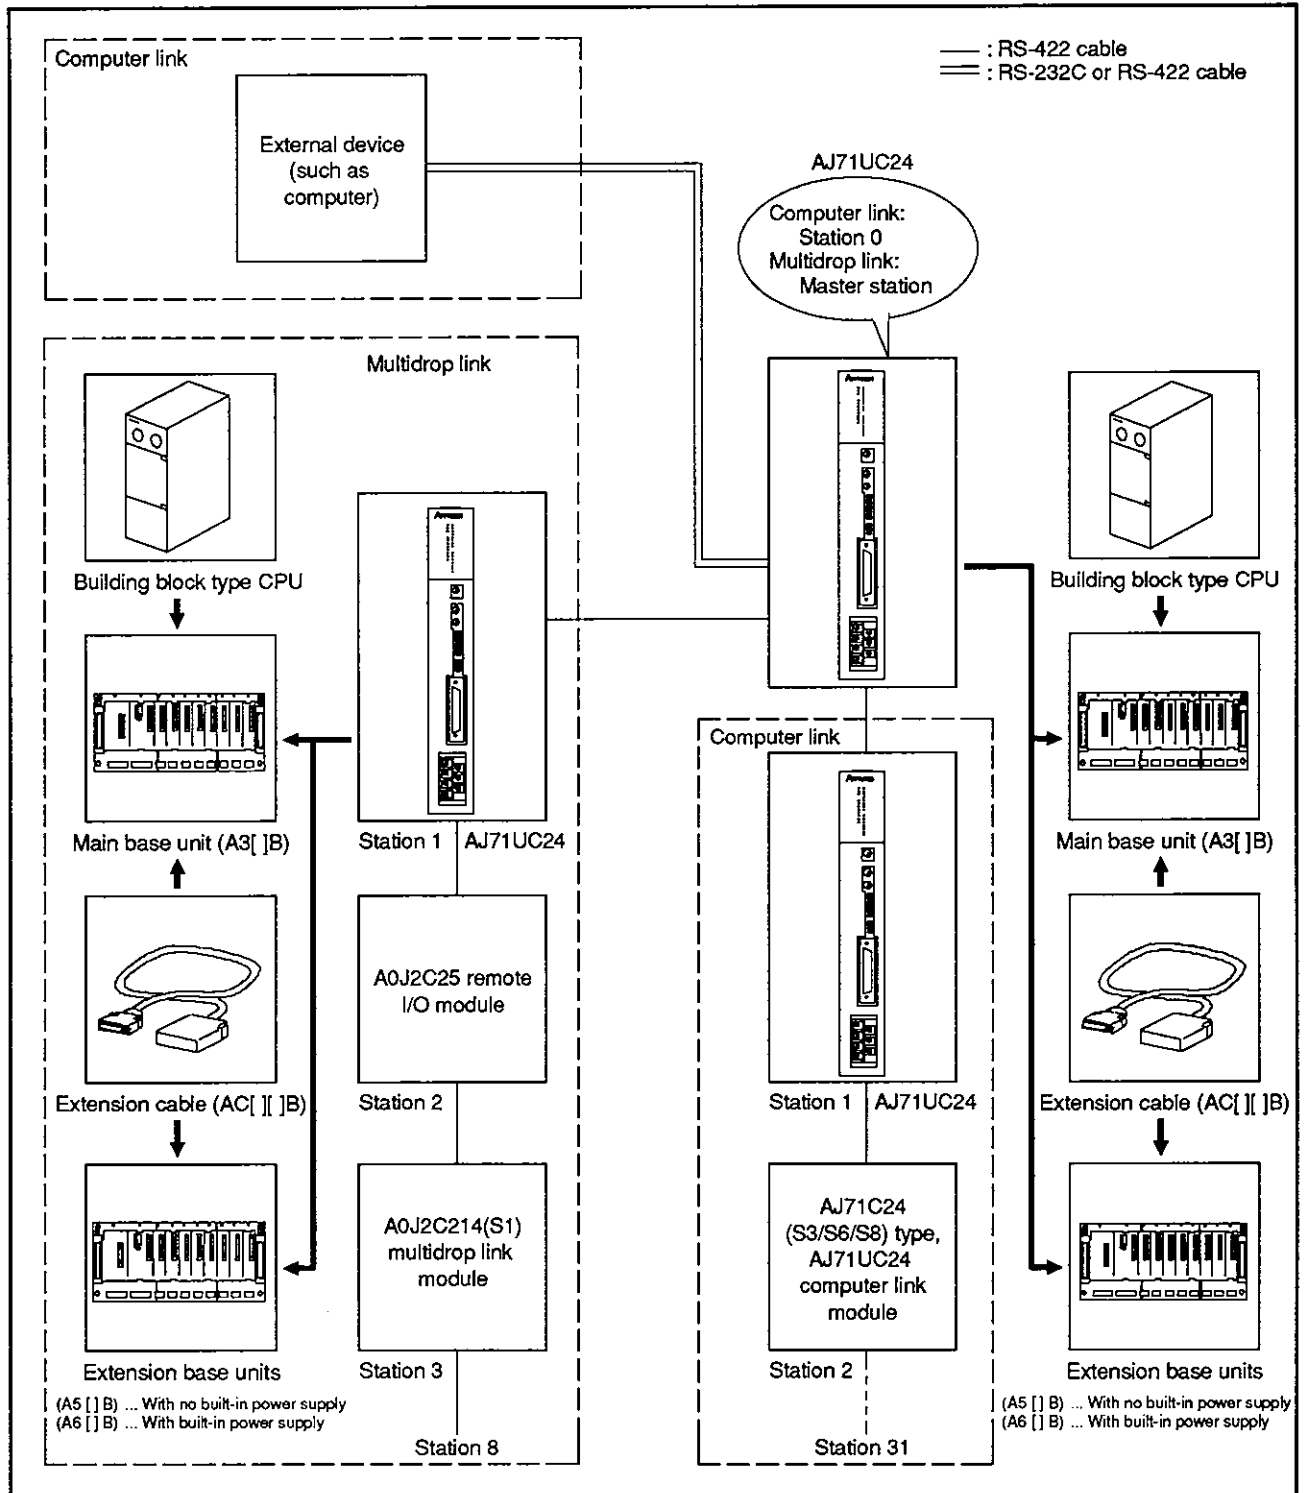 Computer link
External device
(such as
computer)
— : RS-422 cable
═ : RS-232C or RS-422 cable
AJ71UC24
Computer link:
Station 0
Multidrop link:
Master station
Multidrop link
Building block type CPU
Main base unit (A3[ ]B)
Extension cable (AC[ ][ ]B)
Extension base units
(A5 [ ] B) ... With no built-in power supply
(A6 [ ] B) ... With built-in power supply
Station 1
AJ71UC24
A0J2C25 remote
I/O module
Station 2
A0J2C214(S1)
multidrop link
module
Station 3
Station 8
Computer link
Station 1
AJ71UC24
AJ71C24
(S3/S6/S8) type,
AJ71UC24
computer link
module
Station 2
Station 31
Building block type CPU
Main base unit (A3[ ]B)
Extension cable (AC[ ][ ]B)
Extension base units
(A5 [ ] B) ... With no built-in power supply
(A6 [ ] B) ... With built-in power supply